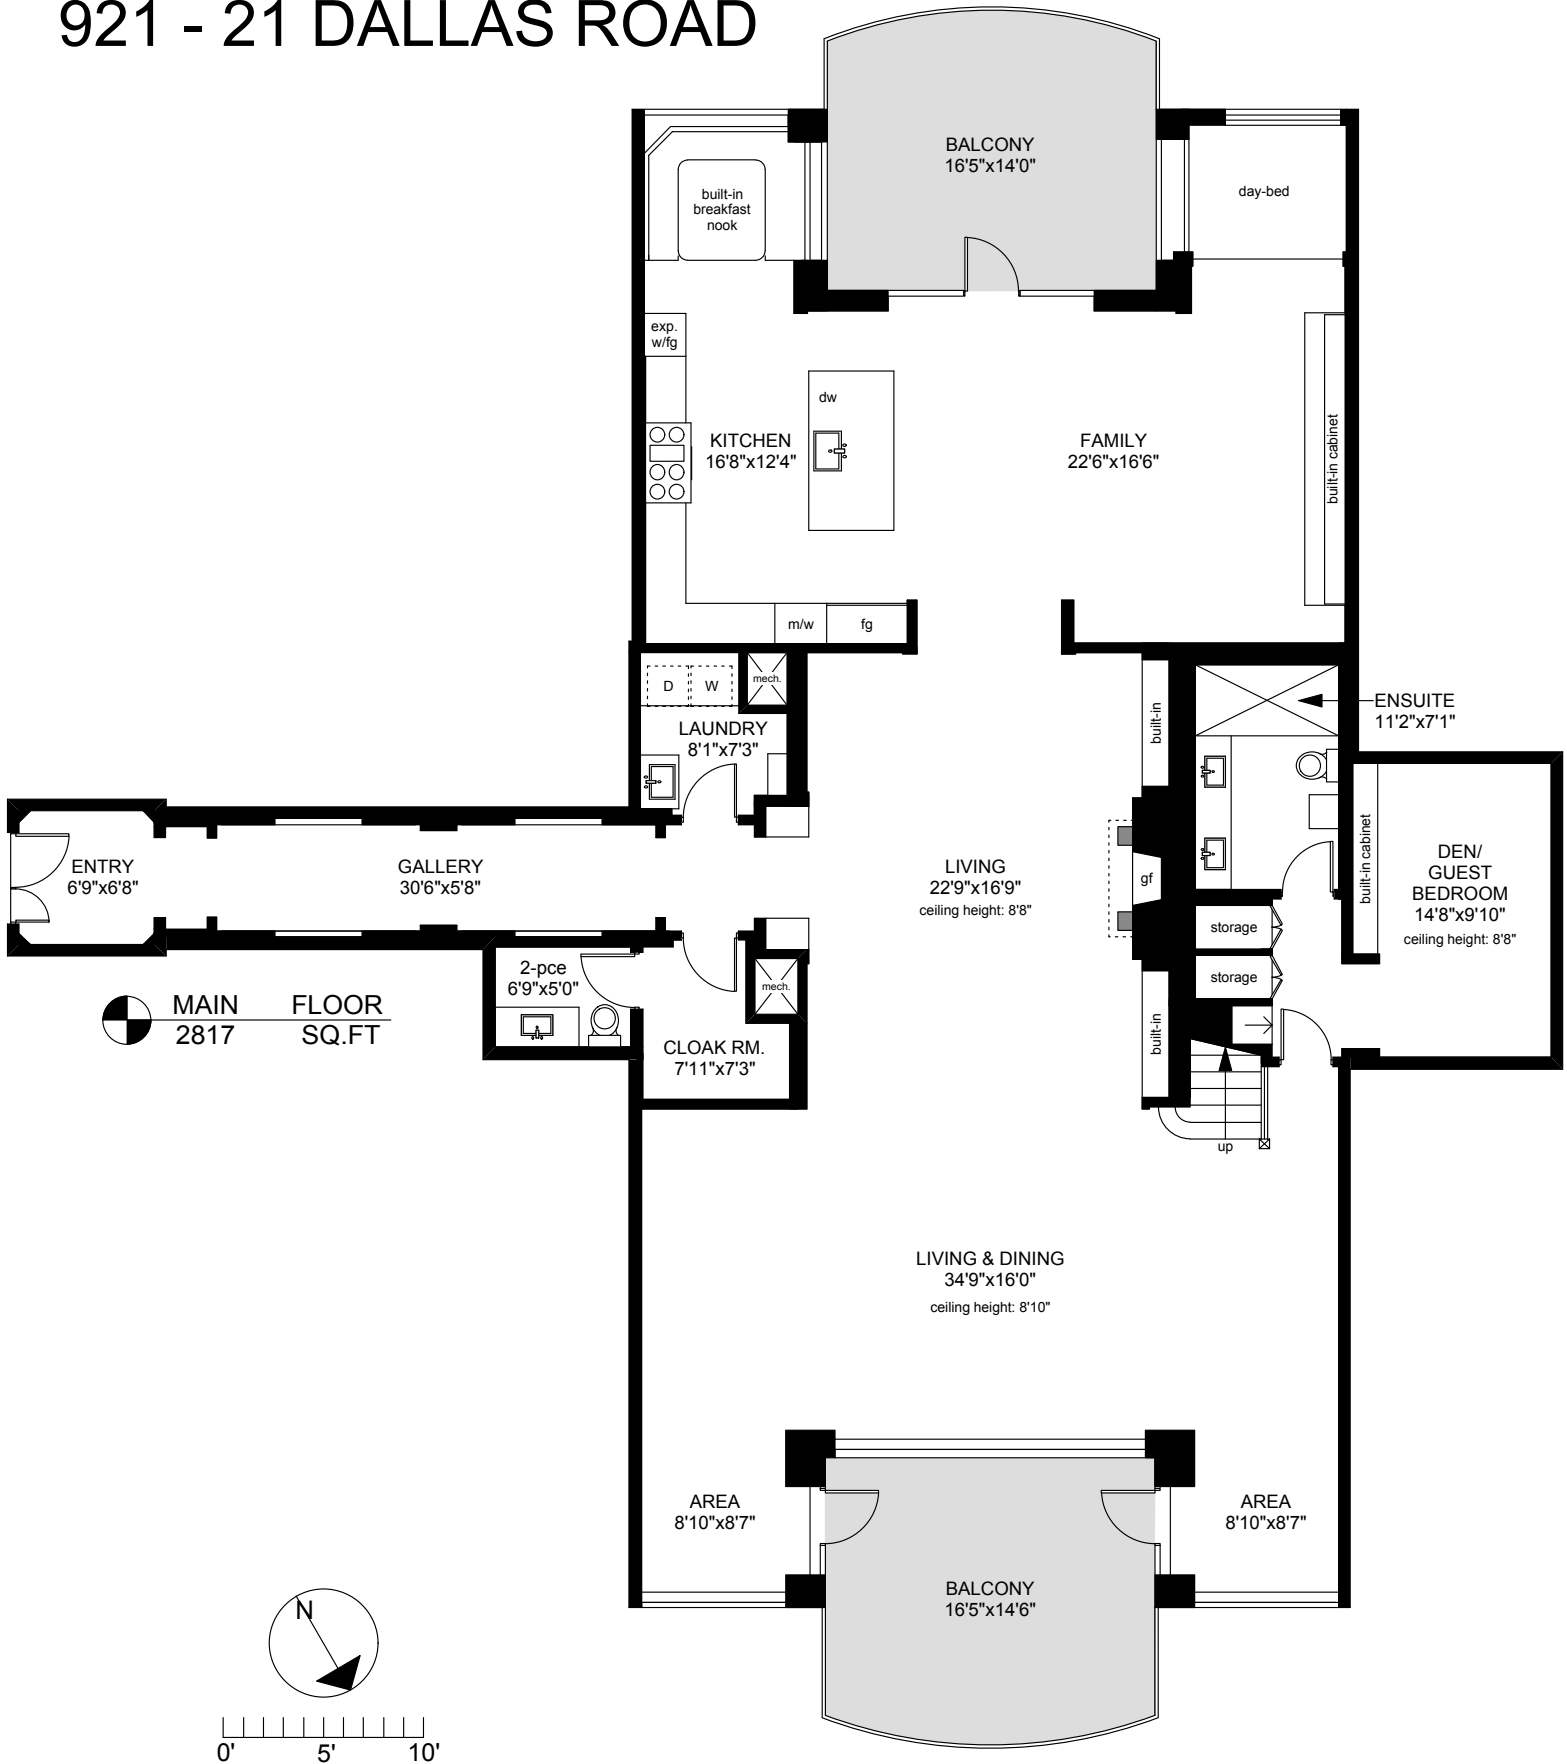 921 - 21 DALLAS ROAD
BALCONY
16'5"x14'0"
built-in
breakfast
nook
day-bed
exp.
w/fg
dw
KITCHEN
16'8"x12'4"
FAMILY
22'6"x16'6"
built-in cabinet
m/w
fg
D
W
mech.
LAUNDRY
8'1"x7'3"
built-in
ENSUITE
11'2"x7'1"
ENTRY
6'9"x6'8"
GALLERY
30'6"x5'8"
LIVING
22'9"x16'9"
ceiling height: 8'8"
gf
built-in cabinet
DEN/
GUEST
BEDROOM
14'8"x9'10"
ceiling height: 8'8"
storage
storage
2-pce
6'9"x5'0"
mech.
MAIN FLOOR
2817 SQ.FT
CLOAK RM.
7'11"x7'3"
built-in
up
LIVING & DINING
34'9"x16'0"
ceiling height: 8'10"
AREA
8'10"x8'7"
AREA
8'10"x8'7"
BALCONY
16'5"x14'6"
N
0' 5' 10'